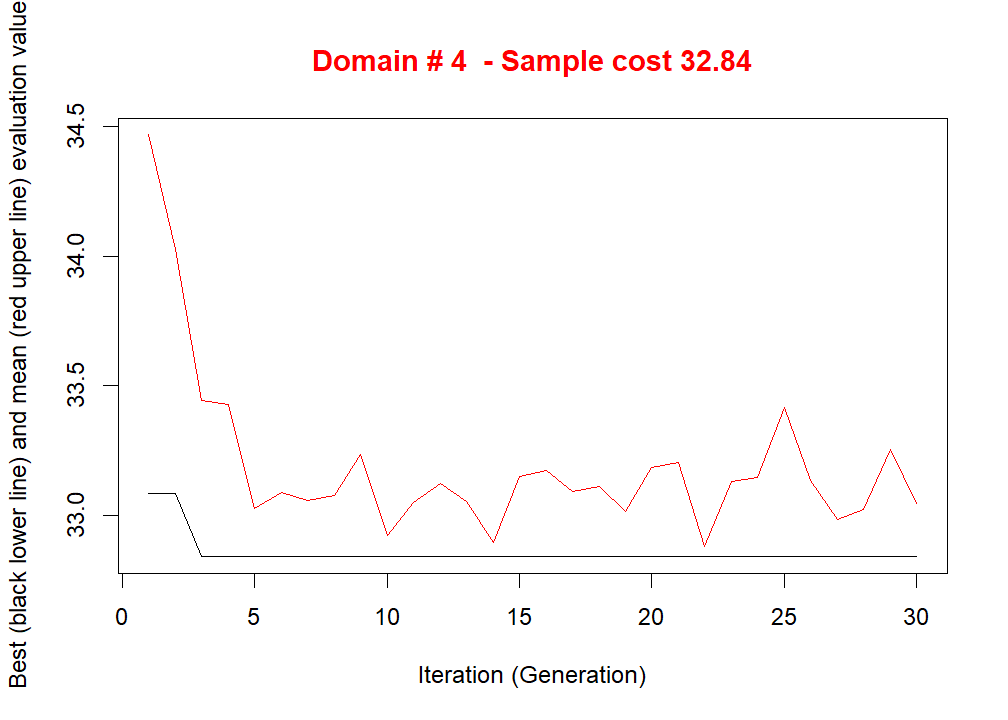 Domain # 4  - Sample cost 32.84
Best (black lower line) and mean (red upper line) evaluation value
34.5
34.0
33.5
33.0
0 5 10 15 20 25 30
Iteration (Generation)